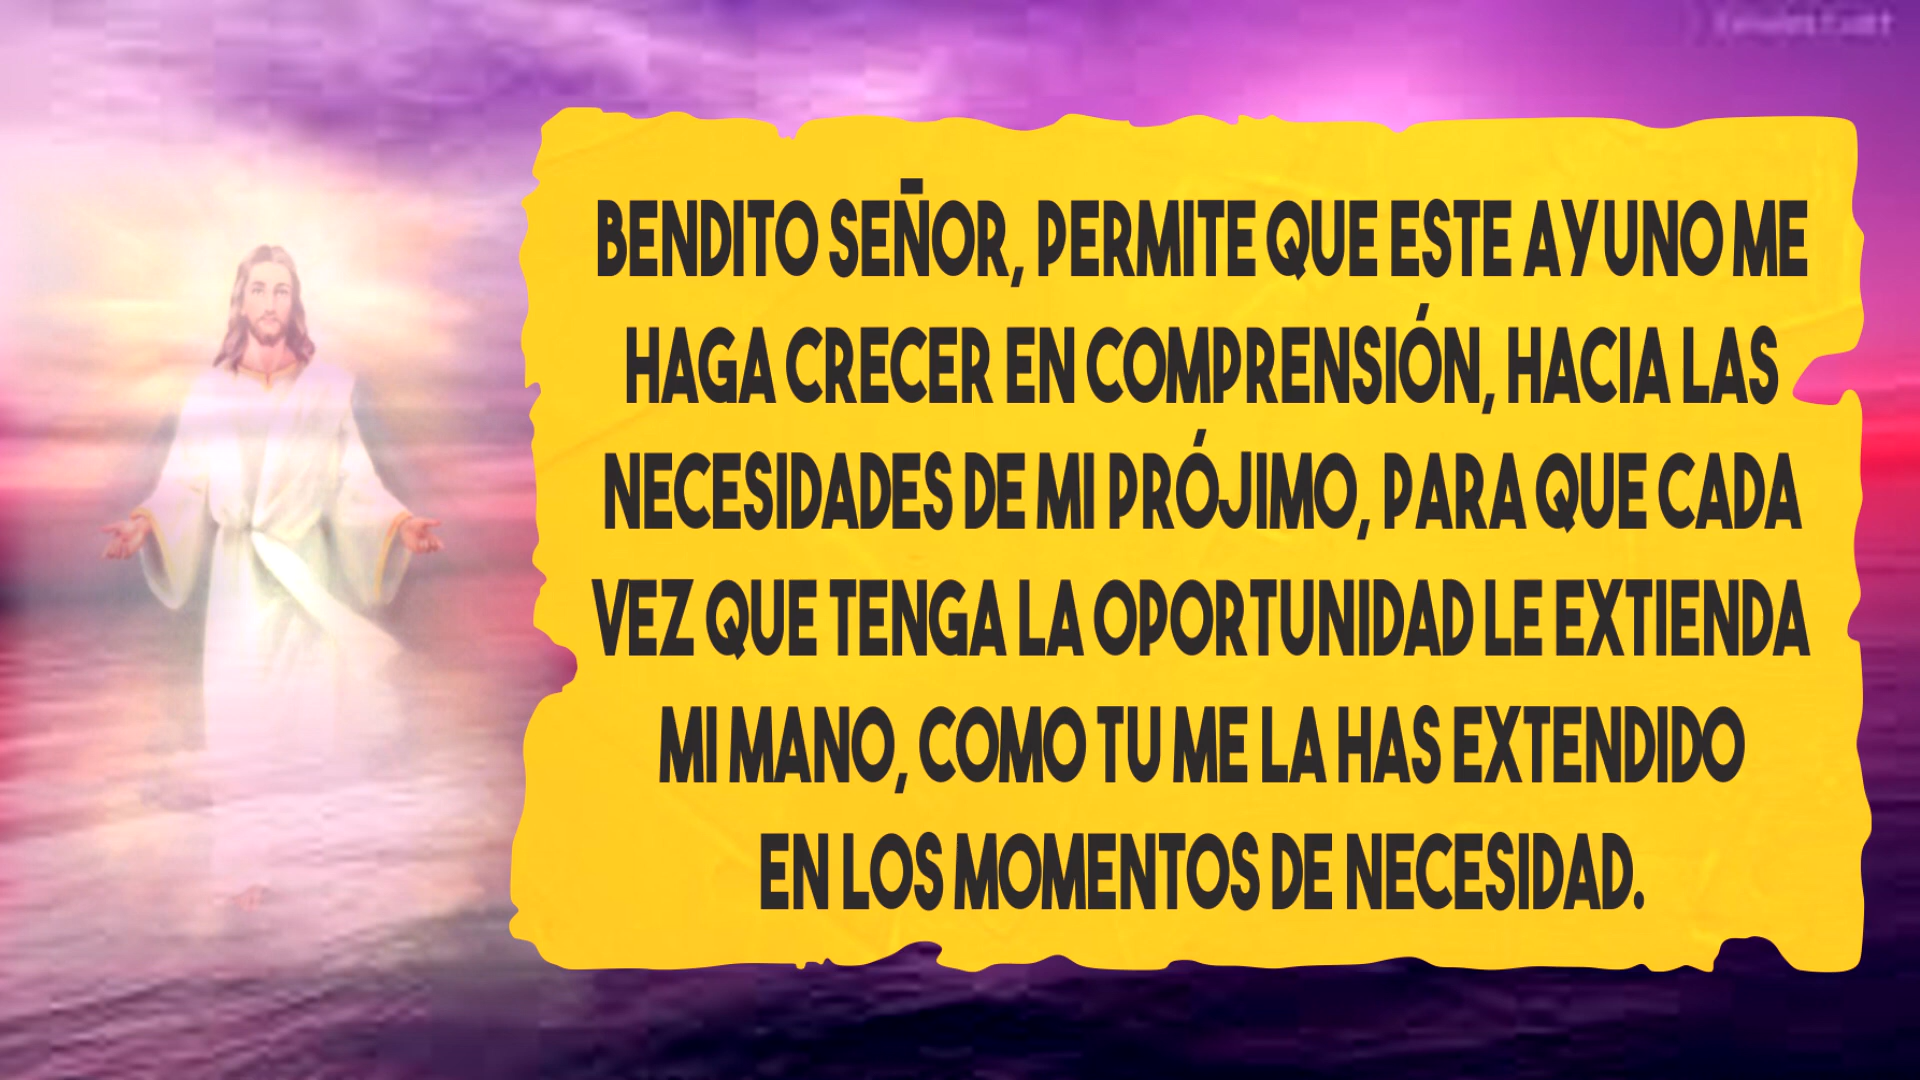 BENDITO SEÑOR, PERMITE QUE ESTE AYUNO ME
HAGA CRECER EN COMPRENSIÓN, HACIA LAS
NECESIDADES DE MI PRÓJIMO, PARA QUE CADA
VEZ QUE TENGA LA OPORTUNIDAD LE EXTIENDA
MI MANO, COMO TU ME LA HAS EXTENDIDO
EN LOS MOMENTOS DE NECESIDAD.